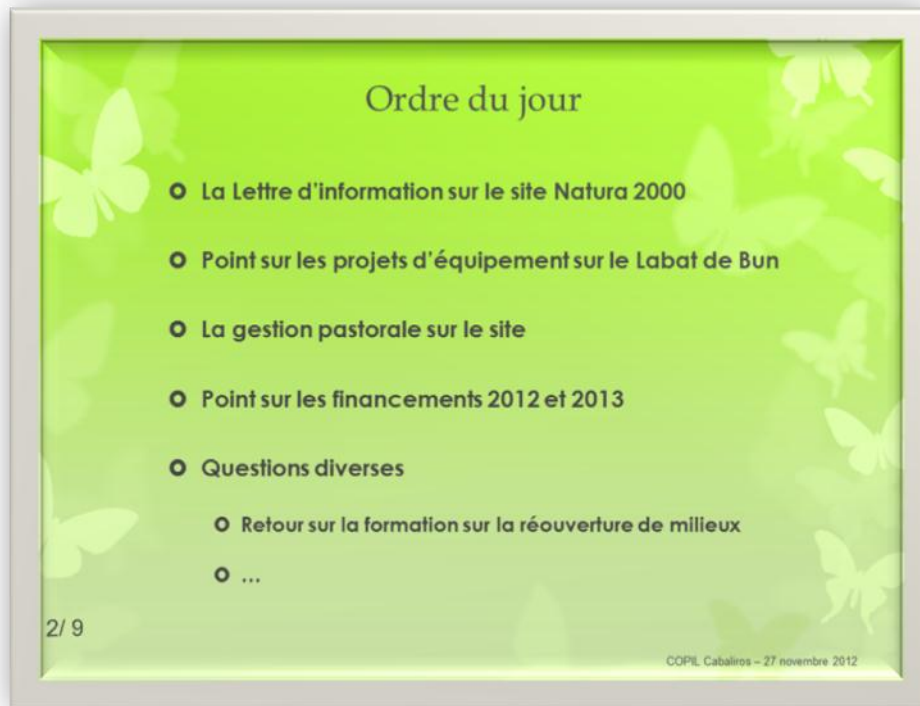 Ordre du jour
La Lettre d'information sur le site Natura 2000
Point sur les projets d'équipement sur le Labat de Bun
La gestion pastorale sur le site
Point sur les financements 2012 et 2013
Questions diverses
Retour sur la formation sur la réouverture de milieux
...
2/ 9
COPIL Cabaliros – 27 novembre 2012